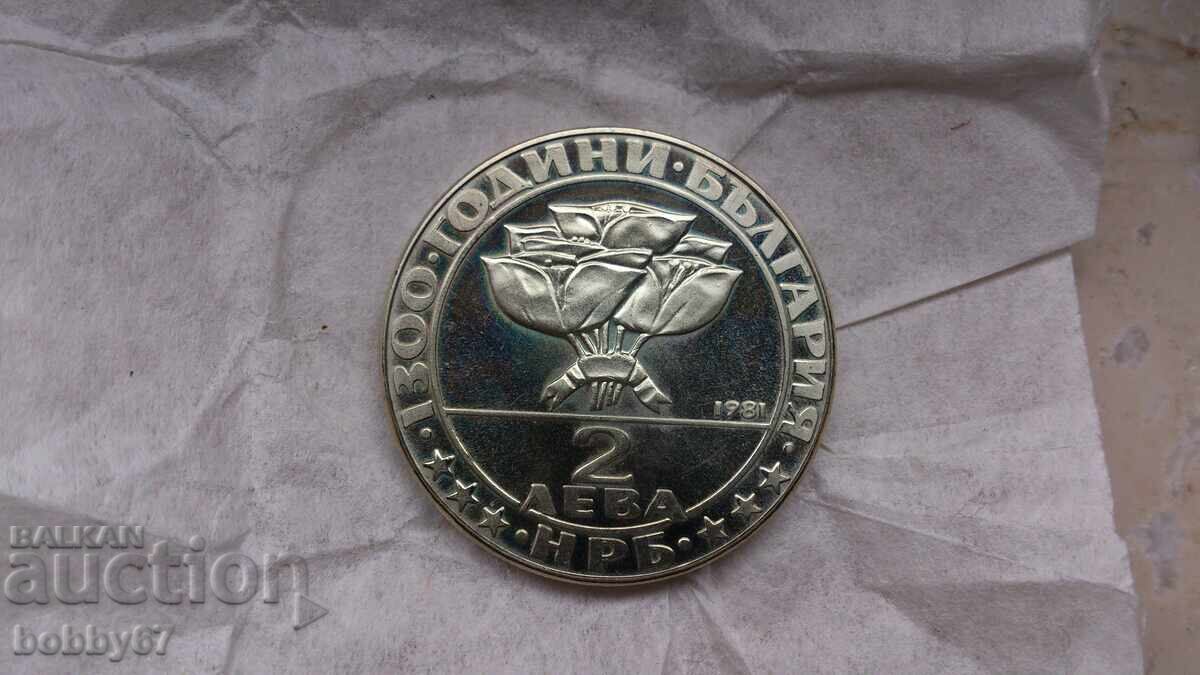 1300 · ГОДИНИ · БЪЛГАРИЯ
1981
2
ЛЕВА
· НРБ ·
BALKAN
auction
bobby67